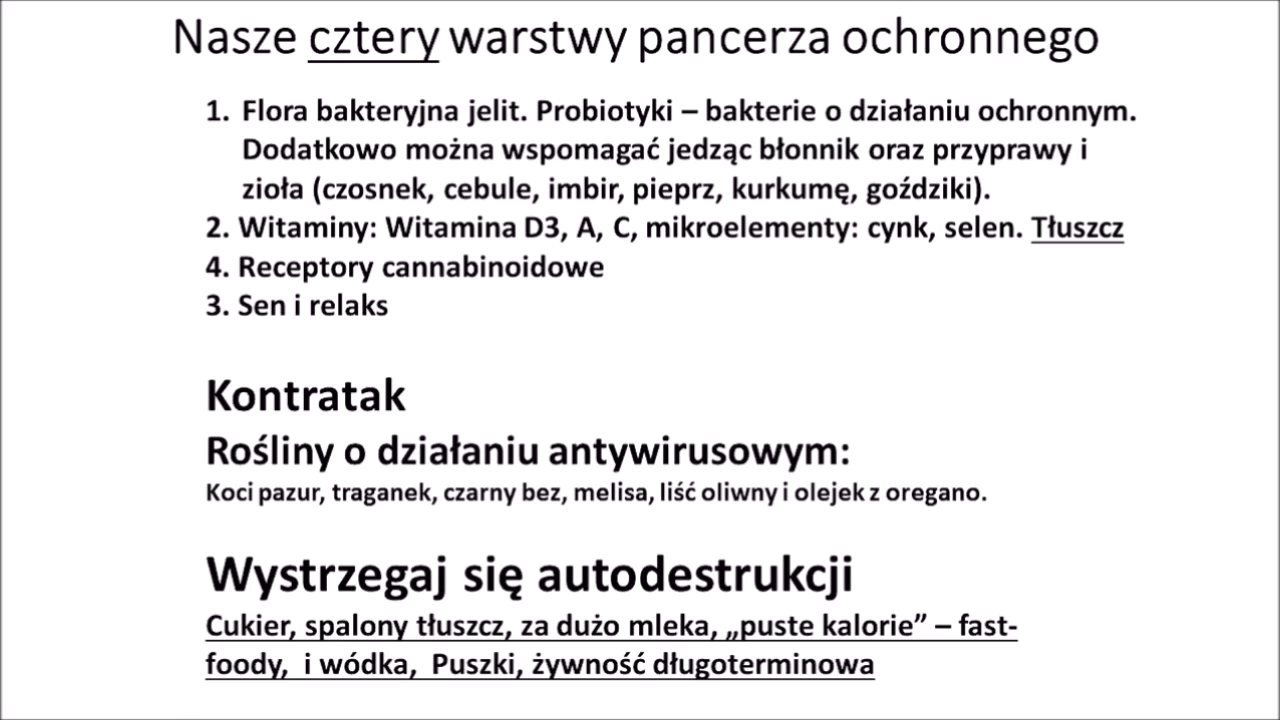 Nasze cztery warstwy pancerza ochronnego
1. Flora bakteryjna jelit. Probiotyki – bakterie o działaniu ochronnym.
Dodatkowo można wspomagać jedząc błonnik oraz przyprawy i
zioła (czosnek, cebule, imbir, pieprz, kurkumę, goździki).
2. Witaminy: Witamina D3, A, C, mikroelementy: cynk, selen. Tłuszcz
4. Receptory cannabinoidowe
3. Sen i relaks
Kontratak
Rośliny o działaniu antywirusowym:
Koci pazur, traganek, czarny bez, melisa, liść oliwny i olejek z oregano.
Wystrzegaj się autodestrukcji
Cukier, spalony tłuszcz, za dużo mleka, „puste kalorie” – fast-
foody, i wódka, Puszki, żywność długoterminowa